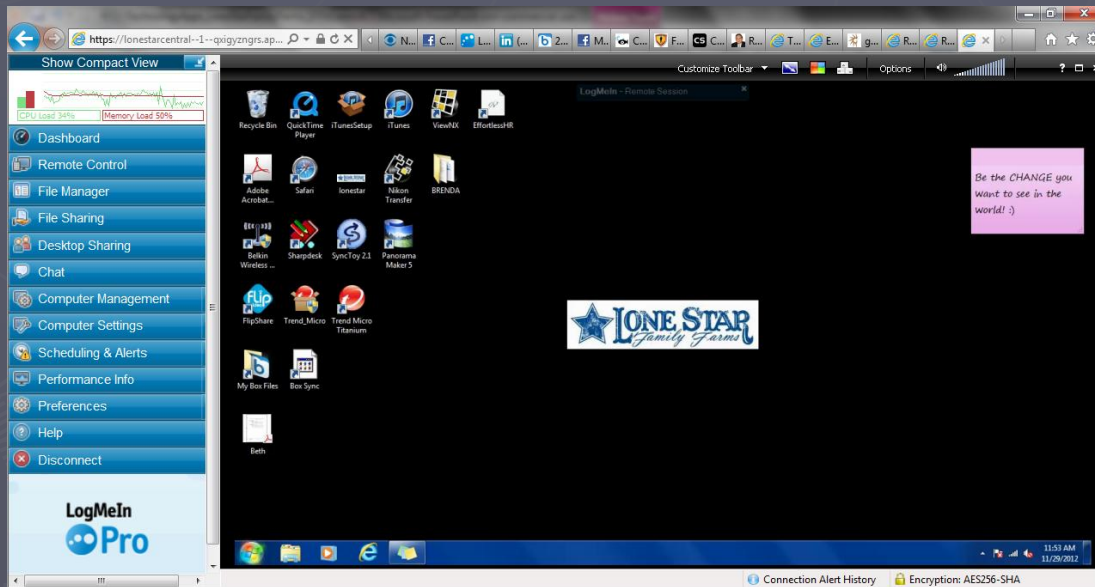 https://lonestarcentral--1--qxigyzngrs.ap...
N...
C...
L...
(...
2...
M..
C...
F...
C...
R...
T...
E...
g...
R...
R...
Show Compact View
CPU Load 34%
Memory Load 50%
Dashboard
Remote Control
File Manager
File Sharing
Desktop Sharing
Chat
Computer Management
Computer Settings
Scheduling & Alerts
Performance Info
Preferences
Help
Disconnect
LogMeIn
Pro
Customize Toolbar
Options
?
LogMeIn - Remote Session
Recycle Bin
QuickTime
Player
iTunesSetup
iTunes
ViewNX
EffortlessHR
Adobe
Acrobat...
Safari
lonestar
Nikon
Transfer
BRENDA
Belkin
Wireless ...
Sharpdesk
SyncToy 2.1
Panorama
Maker 5
FlipShare
Trend_Micro
Trend Micro
Titanium
My Box Files
Box Sync
Beth
LONE STAR
Family Farms
Be the CHANGE you
Want to see in the
world! :)
11:53 AM
11/29/2012
Connection Alert History
Encryption: AES256-SHA